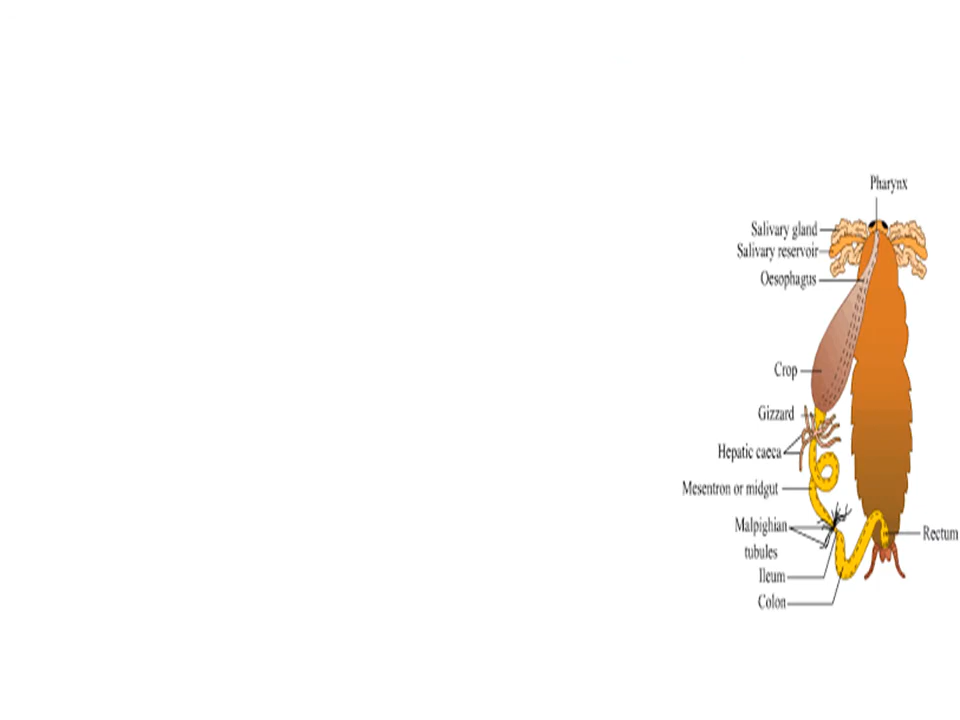 Pharynx
Salivary gland
Salivary reservoir
Oesophagus
Crop
Gizzard
Hepatic caeca
Mesentron or midgut
Malpighian
tubules
Rectum
Ileum
Colon